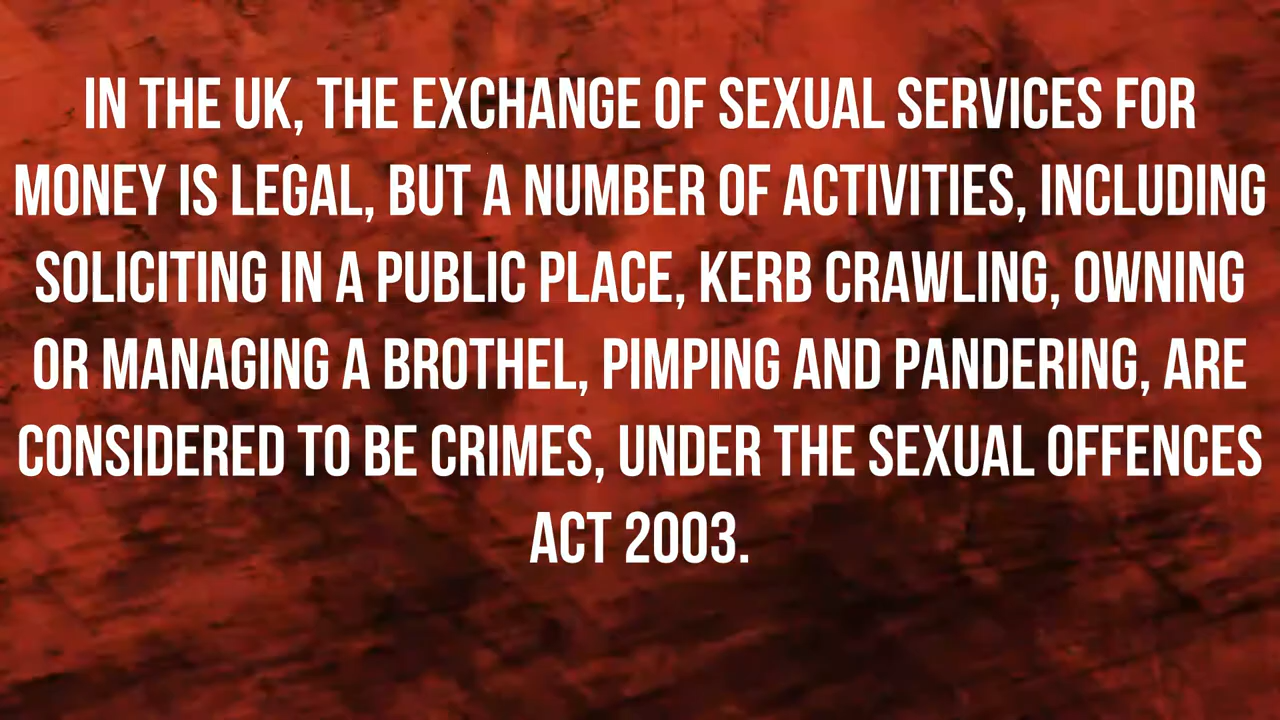 IN THE UK, THE EXCHANGE OF SEXUAL SERVICES FOR
MONEY IS LEGAL, BUT A NUMBER OF ACTIVITIES, INCLUDING
SOLICITING IN A PUBLIC PLACE, KERB CRAWLING, OWNING
OR MANAGING A BROTHEL, PIMPING AND PANDERING, ARE
CONSIDERED TO BE CRIMES, UNDER THE SEXUAL OFFENCES
ACT 2003.